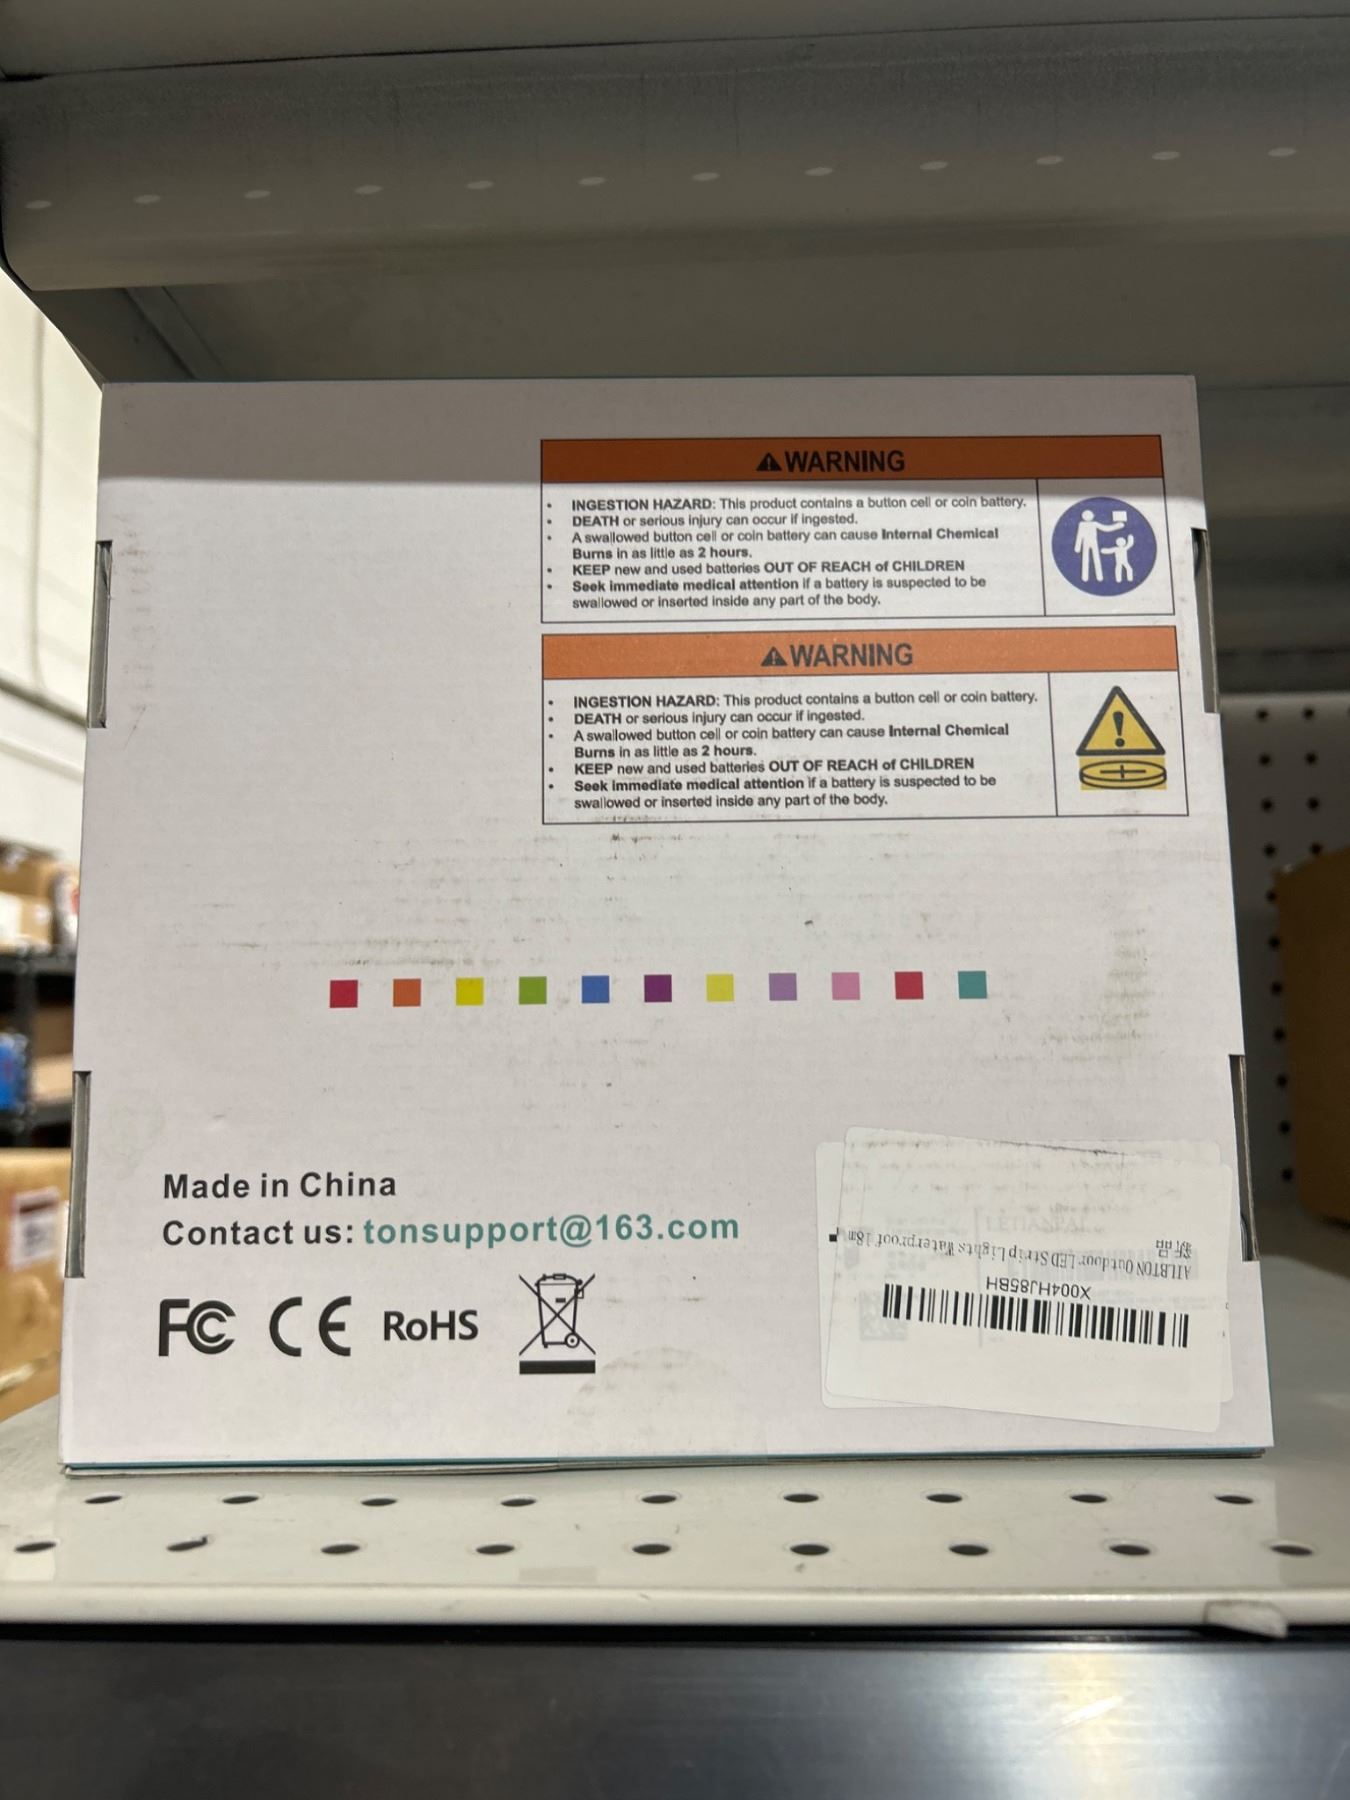 WARNING
INGESTION HAZARD: This product contains a button cell or coin battery.
DEATH or serious injury can occur if ingested.
A swallowed button cell or coin battery can cause Internal Chemical
Burns in as little as 2 hours.
KEEP new and used batteries OUT OF REACH of CHILDREN
Seek immediate medical attention if a battery is suspected to be
swallowed or inserted inside any part of the body.
WARNING
INGESTION HAZARD: This product contains a button cell or coin battery.
DEATH or serious injury can occur if ingested.
A swallowed button cell or coin battery can cause Internal Chemical
Burns in as little as 2 hours.
KEEP new and used batteries OUT OF REACH of CHILDREN
Seek immediate medical attention if a battery is suspected to be
swallowed or inserted inside any part of the body.
Made in China
Contact us: tonsupport@163.com
FC CE RoHS
X004HJ85BH
AILBTON Outdoor LED Strip Lights Waterproof 18m
新品
LETIANPAI